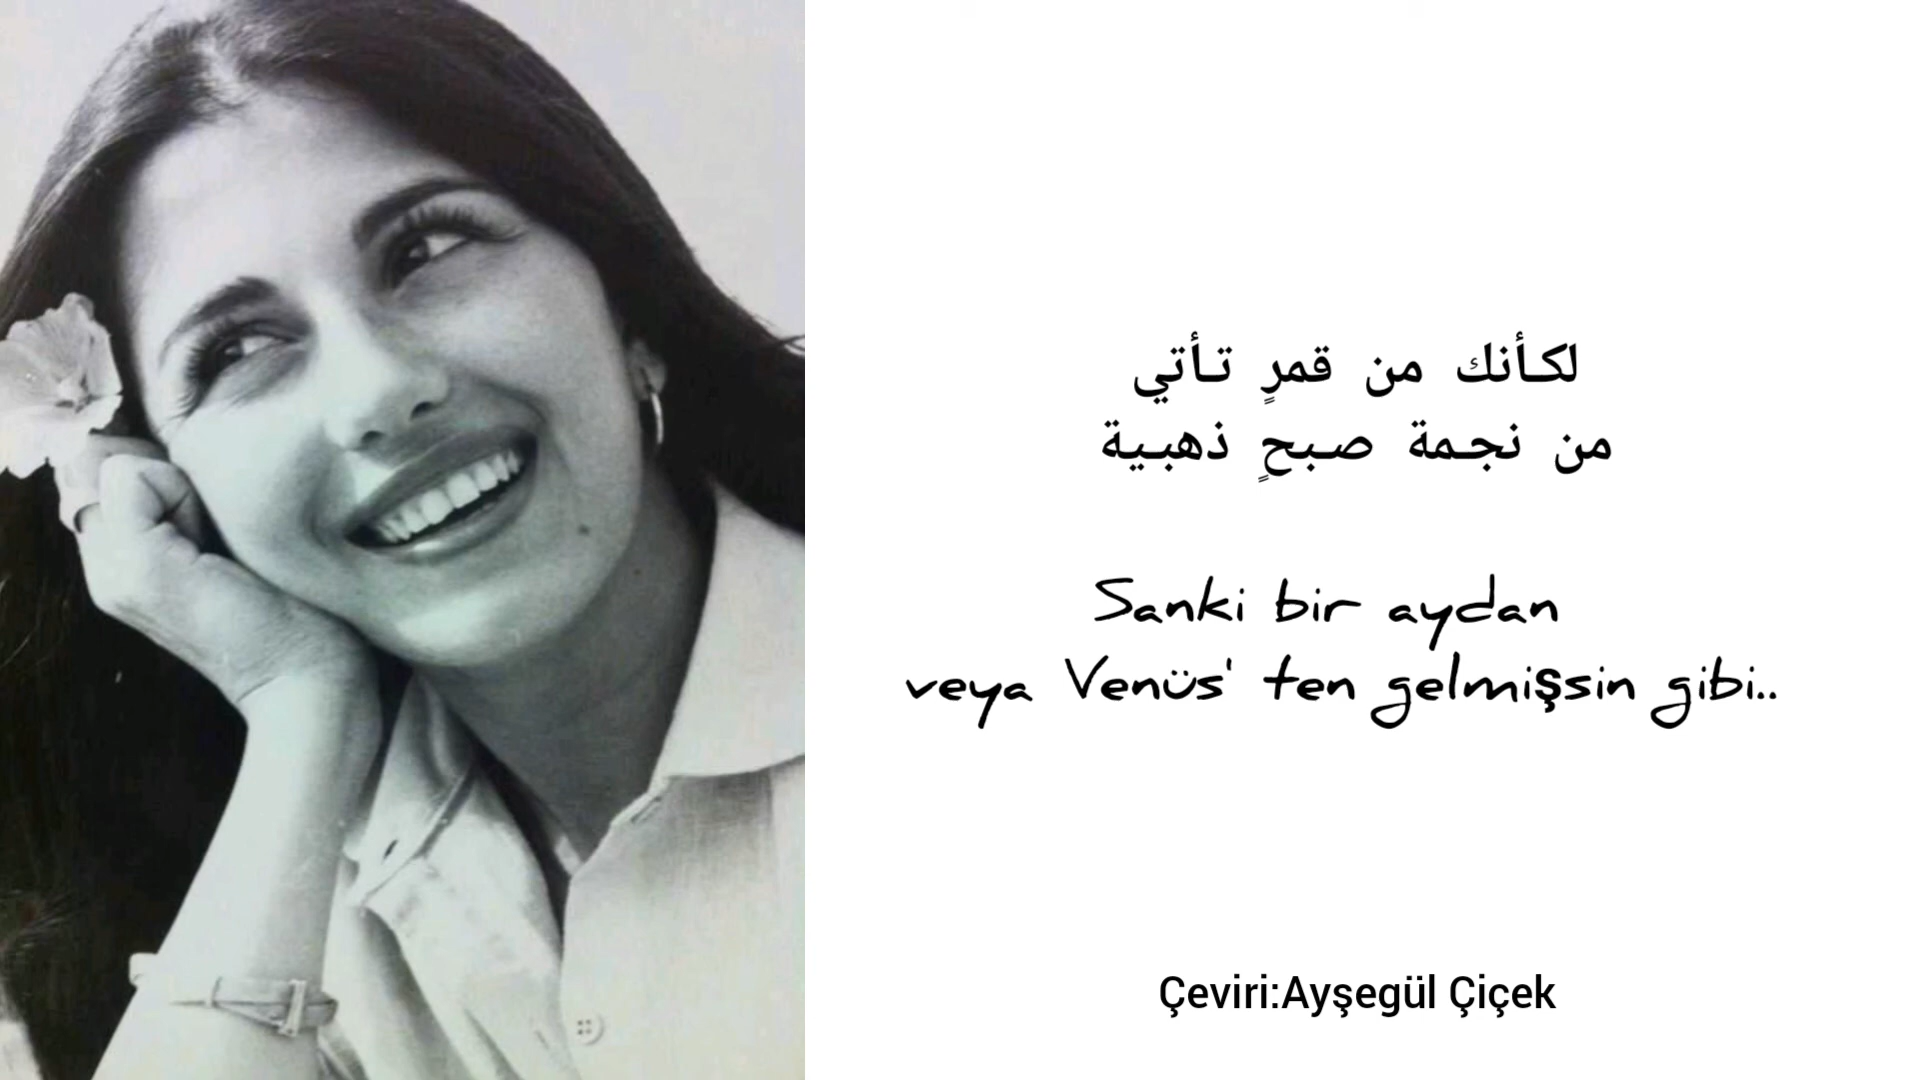 لكأنك من قمرٍ تأتي
من نجمة صبحٍ ذهبية
Sanki bir aydan
veya Venüs' ten gelmişsin gibi..
Çeviri:Ayşegül Çiçek